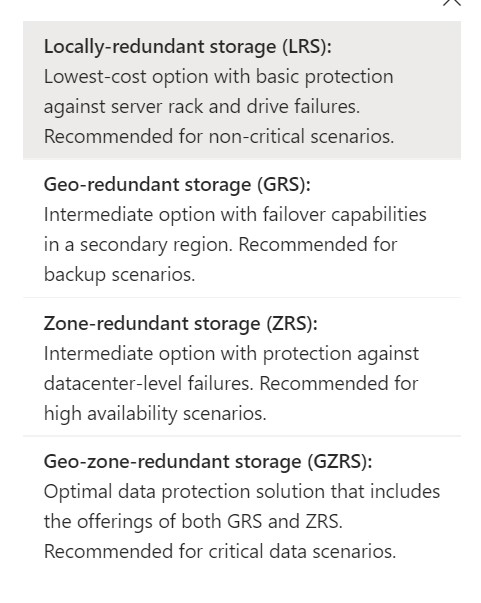 Locally-redundant storage (LRS):
Lowest-cost option with basic protection
against server rack and drive failures.
Recommended for non-critical scenarios.
Geo-redundant storage (GRS):
Intermediate option with failover capabilities
in a secondary region. Recommended for
backup scenarios.
Zone-redundant storage (ZRS):
Intermediate option with protection against
datacenter-level failures. Recommended for
high availability scenarios.
Geo-zone-redundant storage (GZRS):
Optimal data protection solution that includes
the offerings of both GRS and ZRS.
Recommended for critical data scenarios.